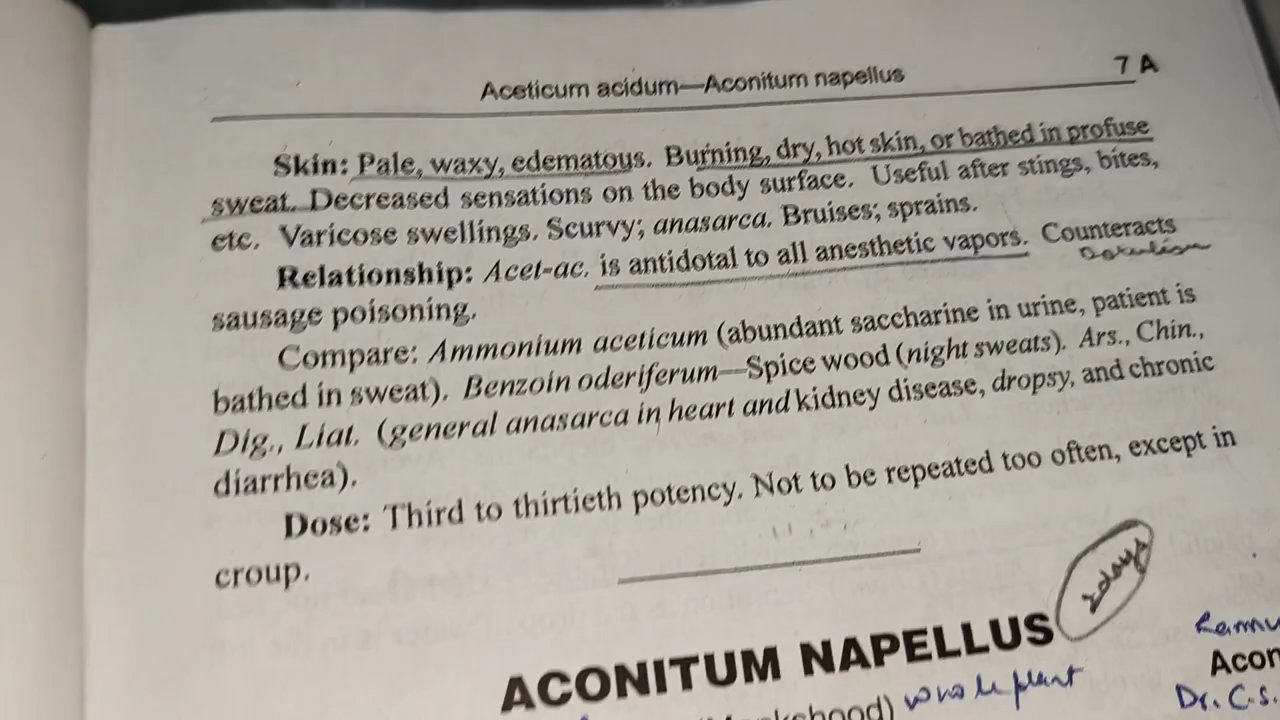 Aceticum acidum—Aconitum napellus 7 A
Skin: Pale, waxy, edematous. Burning, dry, hot skin, or bathed in profuse
sweat. Decreased sensations on the body surface. Useful after stings, bites,
etc. Varicose swellings. Scurvy; anasarca. Bruises; sprains.
Relationship: Acet-ac. is antidotal to all anesthetic vapors. Counteracts
sausage poisoning.
Compare: Ammonium aceticum (abundant saccharine in urine, patient is
bathed in sweat). Benzoin oderiferum—Spice wood (night sweats). Ars., Chin.,
Dig., Liat. (general anasarca in heart and kidney disease, dropsy, and chronic
diarrhea).
Dose: Third to thirtieth potency. Not to be repeated too often, except in
croup.
2 days
ACONITUM NAPELLUS
Acon
whole plant
Dr. C.S.